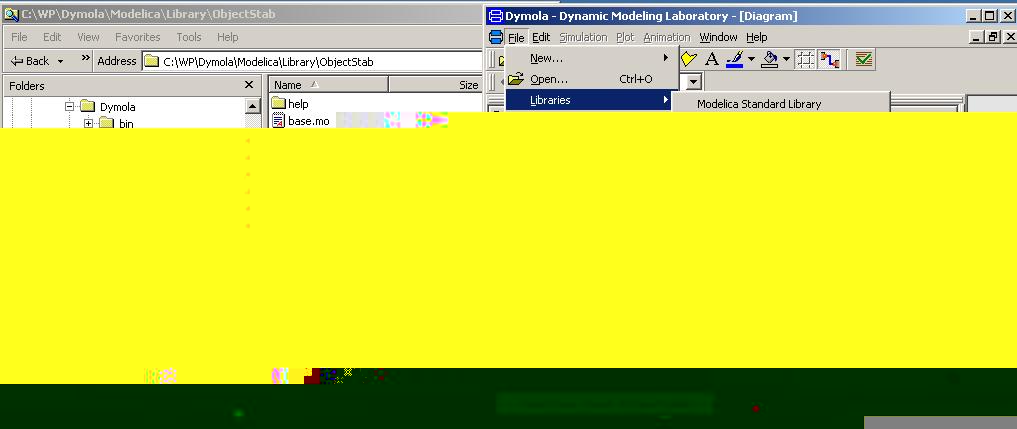 C:\WP\Dymola\Modelica\Library\ObjectStab
File Edit View Favorites Tools Help
Back » Address C:\WP\Dymola\Modelica\Library\ObjectStab
Folders
Name Size
Dymola
bin
help
base.mo
Dymola - Dynamic Modeling Laboratory - [Diagram]
File Edit Simulation Plot Animation Window Help
A
New...
Open... Ctrl+O
Libraries
Modelica Standard Library